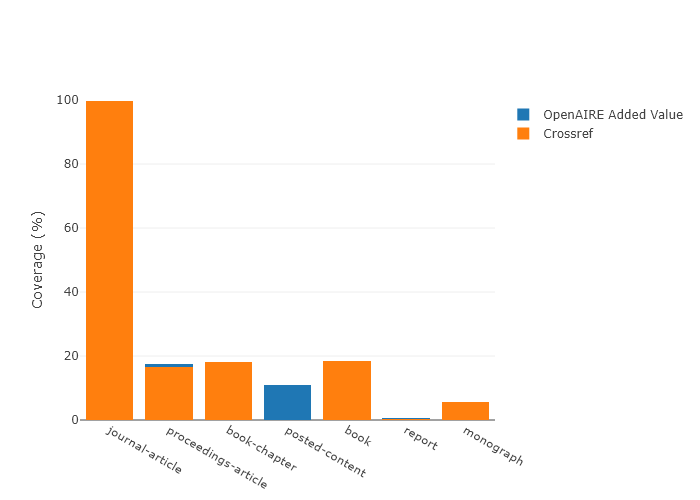 OpenAIRE Added Value
Crossref
Coverage (%)
100
80
60
40
20
0
journal-article
proceedings-article
book-chapter
posted-content
book
report
monograph